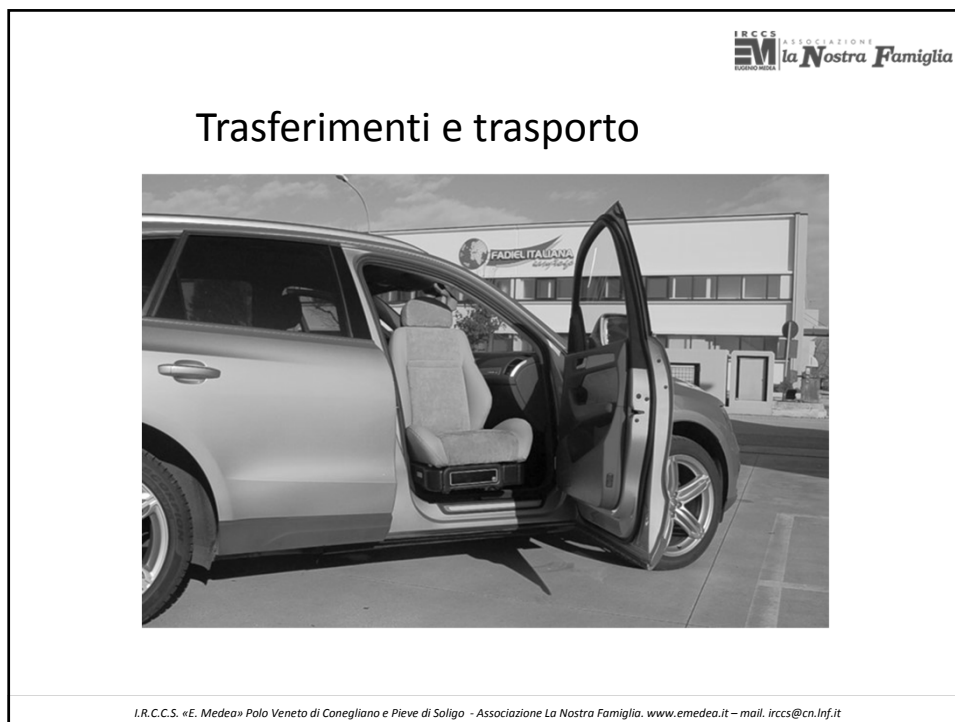 IRCCS
EUGENIO MEDEA
ASSOCIAZIONE
la Nostra Famiglia
Trasferimenti e trasporto
FADIEL ITALIANA
I.R.C.C.S. «E. Medea» Polo Veneto di Conegliano e Pieve di Soligo - Associazione La Nostra Famiglia. www.emedea.it – mail. irccs@cn.lnf.it